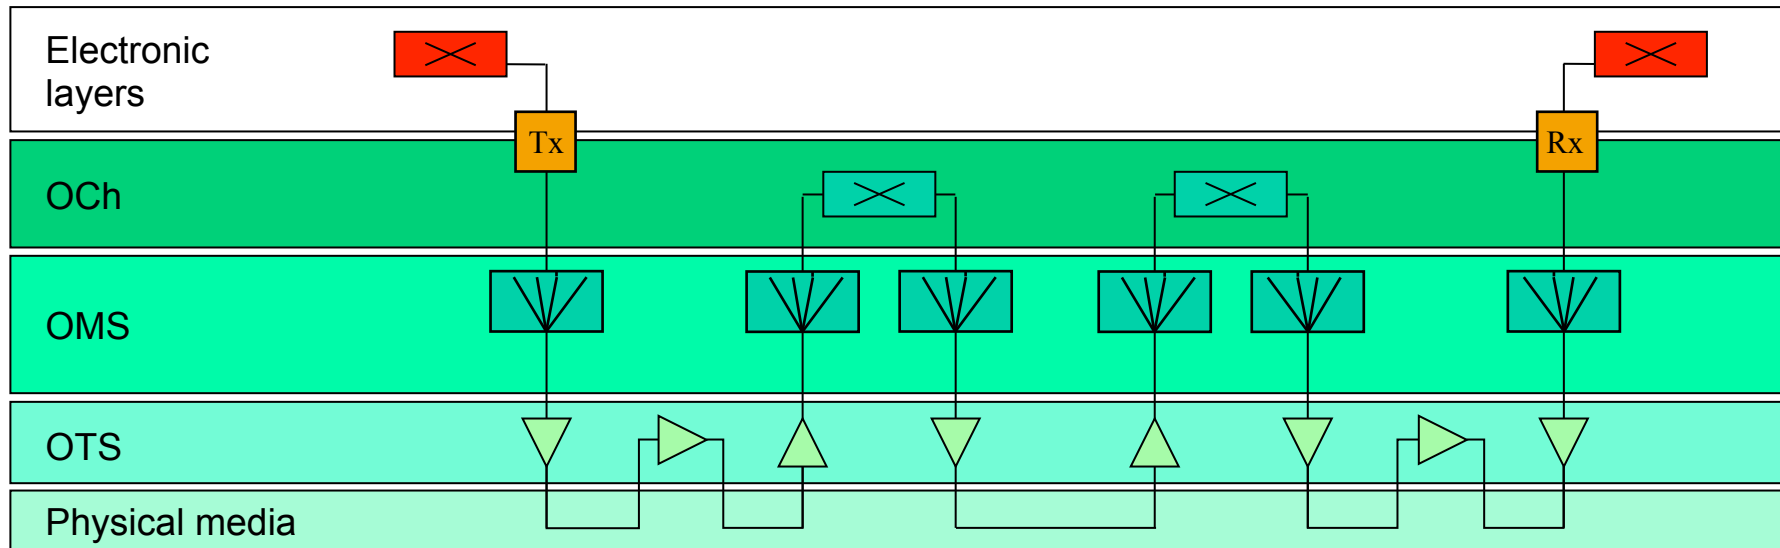 Electronic
layers
Tx
Rx
OCh
OMS
OTS
Physical media